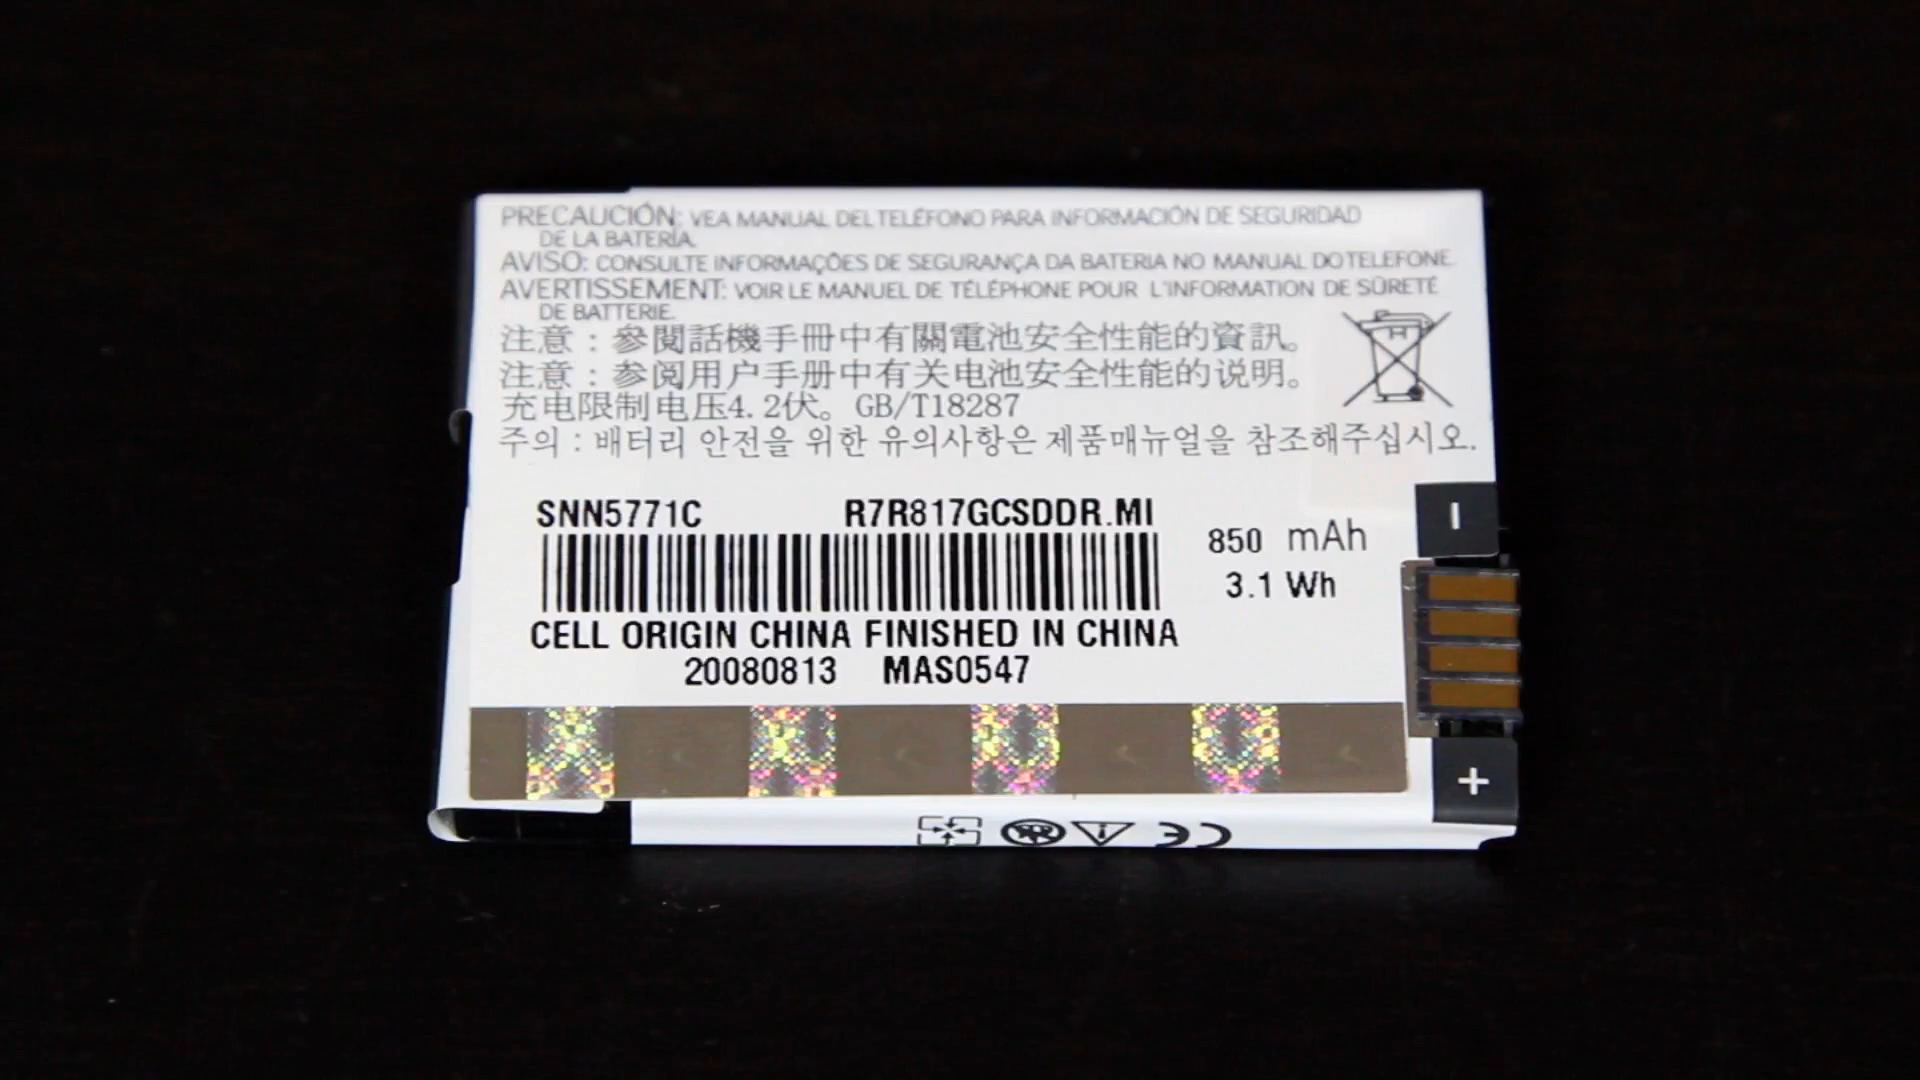 PRECAUCIÓN: VEA MANUAL DEL TELÉFONO PARA INFORMACIÓN DE SEGURIDAD
DE LA BATERÍA.
AVISO: CONSULTE INFORMAÇÕES DE SEGURANÇA DA BATERIA NO MANUAL DO TELEFONE.
AVERTISSEMENT: VOIR LE MANUEL DE TÉLÉPHONE POUR L'INFORMATION DE SÛRETÉ
DE BATTERIE.
注意：參閱話機手冊中有關電池安全性能的資訊。
注意：参阅用户手册中有关电池安全性能的说明。
充电限制电压4.2伏。GB/T18287
주의 : 배터리 안전을 위한 유의사항은 제품매뉴얼을 참조해주십시오.
SNN5771C R7R817GCSDDR.MI
850 mAh
3.1 Wh
CELL ORIGIN CHINA FINISHED IN CHINA
20080813 MAS0547
-
+
CE